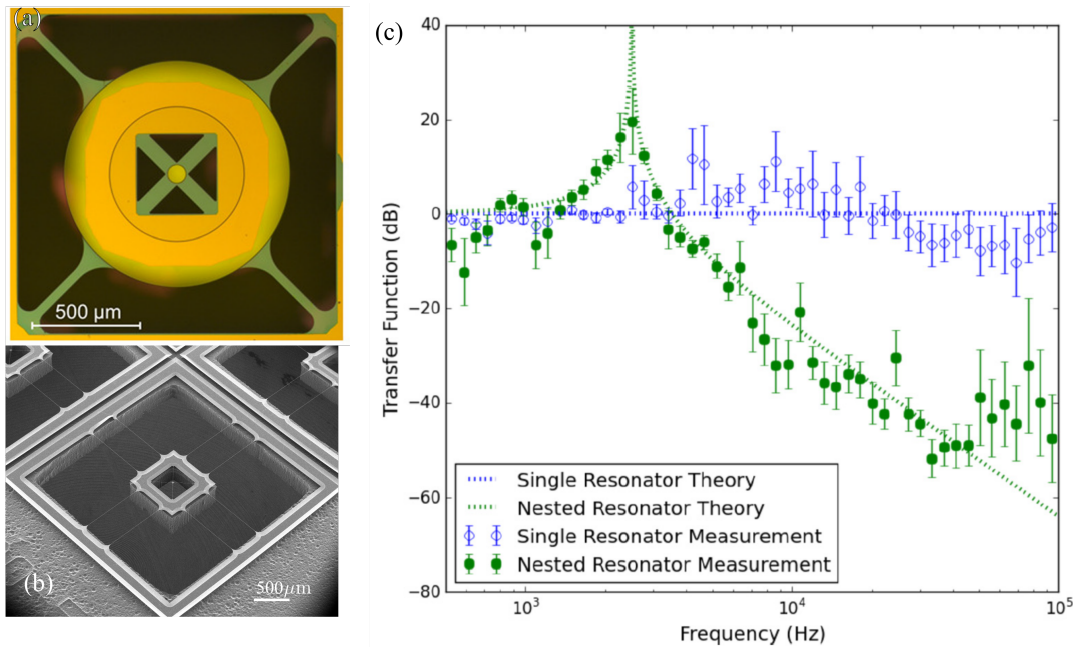 (a)
500 µm
(b)
500µm
(c)
40
20
0
−20
−40
−60
−80
Transfer Function (dB)
Single Resonator Theory
Nested Resonator Theory
Single Resonator Measurement
Nested Resonator Measurement
10³
10⁴
10⁵
Frequency (Hz)